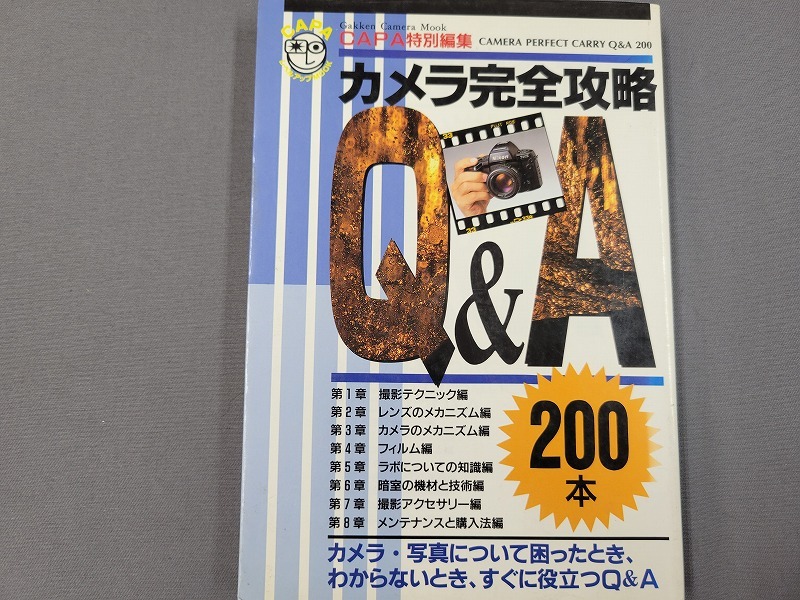 Gakken Camera Mook
CAPA
CAPA特別編集 CAMERA PERFECT CARRY Q&A 200
カメラ完全攻略
Q&A
Nikon
第1章 撮影テクニック編
第2章 レンズのメカニズム編
第3章 カメラのメカニズム編
第4章 フィルム編
第5章 ラボについての知識編
第6章 暗室の機材と技術編
第7章 撮影アクセサリー編
第8章 メンテナンスと購入法編
200
本
カメラ・写真について困ったとき、
わからないとき、すぐに役立つQ&A